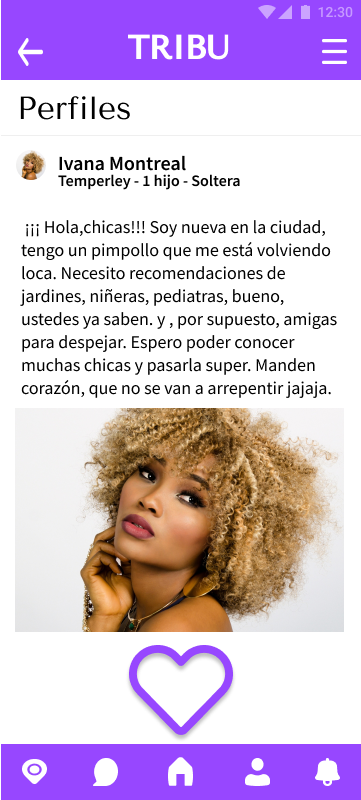 12:30
TRIBU
Perfiles
Ivana Montreal
Temperley - 1 hijo - Soltera
¡¡¡ Hola,chicas!!! Soy nueva en la ciudad,
tengo un pimpollo que me está volviendo
loca. Necesito recomendaciones de
jardines, niñeras, pediatras, bueno,
ustedes ya saben. y , por supuesto, amigas
para despejar. Espero poder conocer
muchas chicas y pasarla super. Manden
corazón, que no se van a arrepentir jajaja.